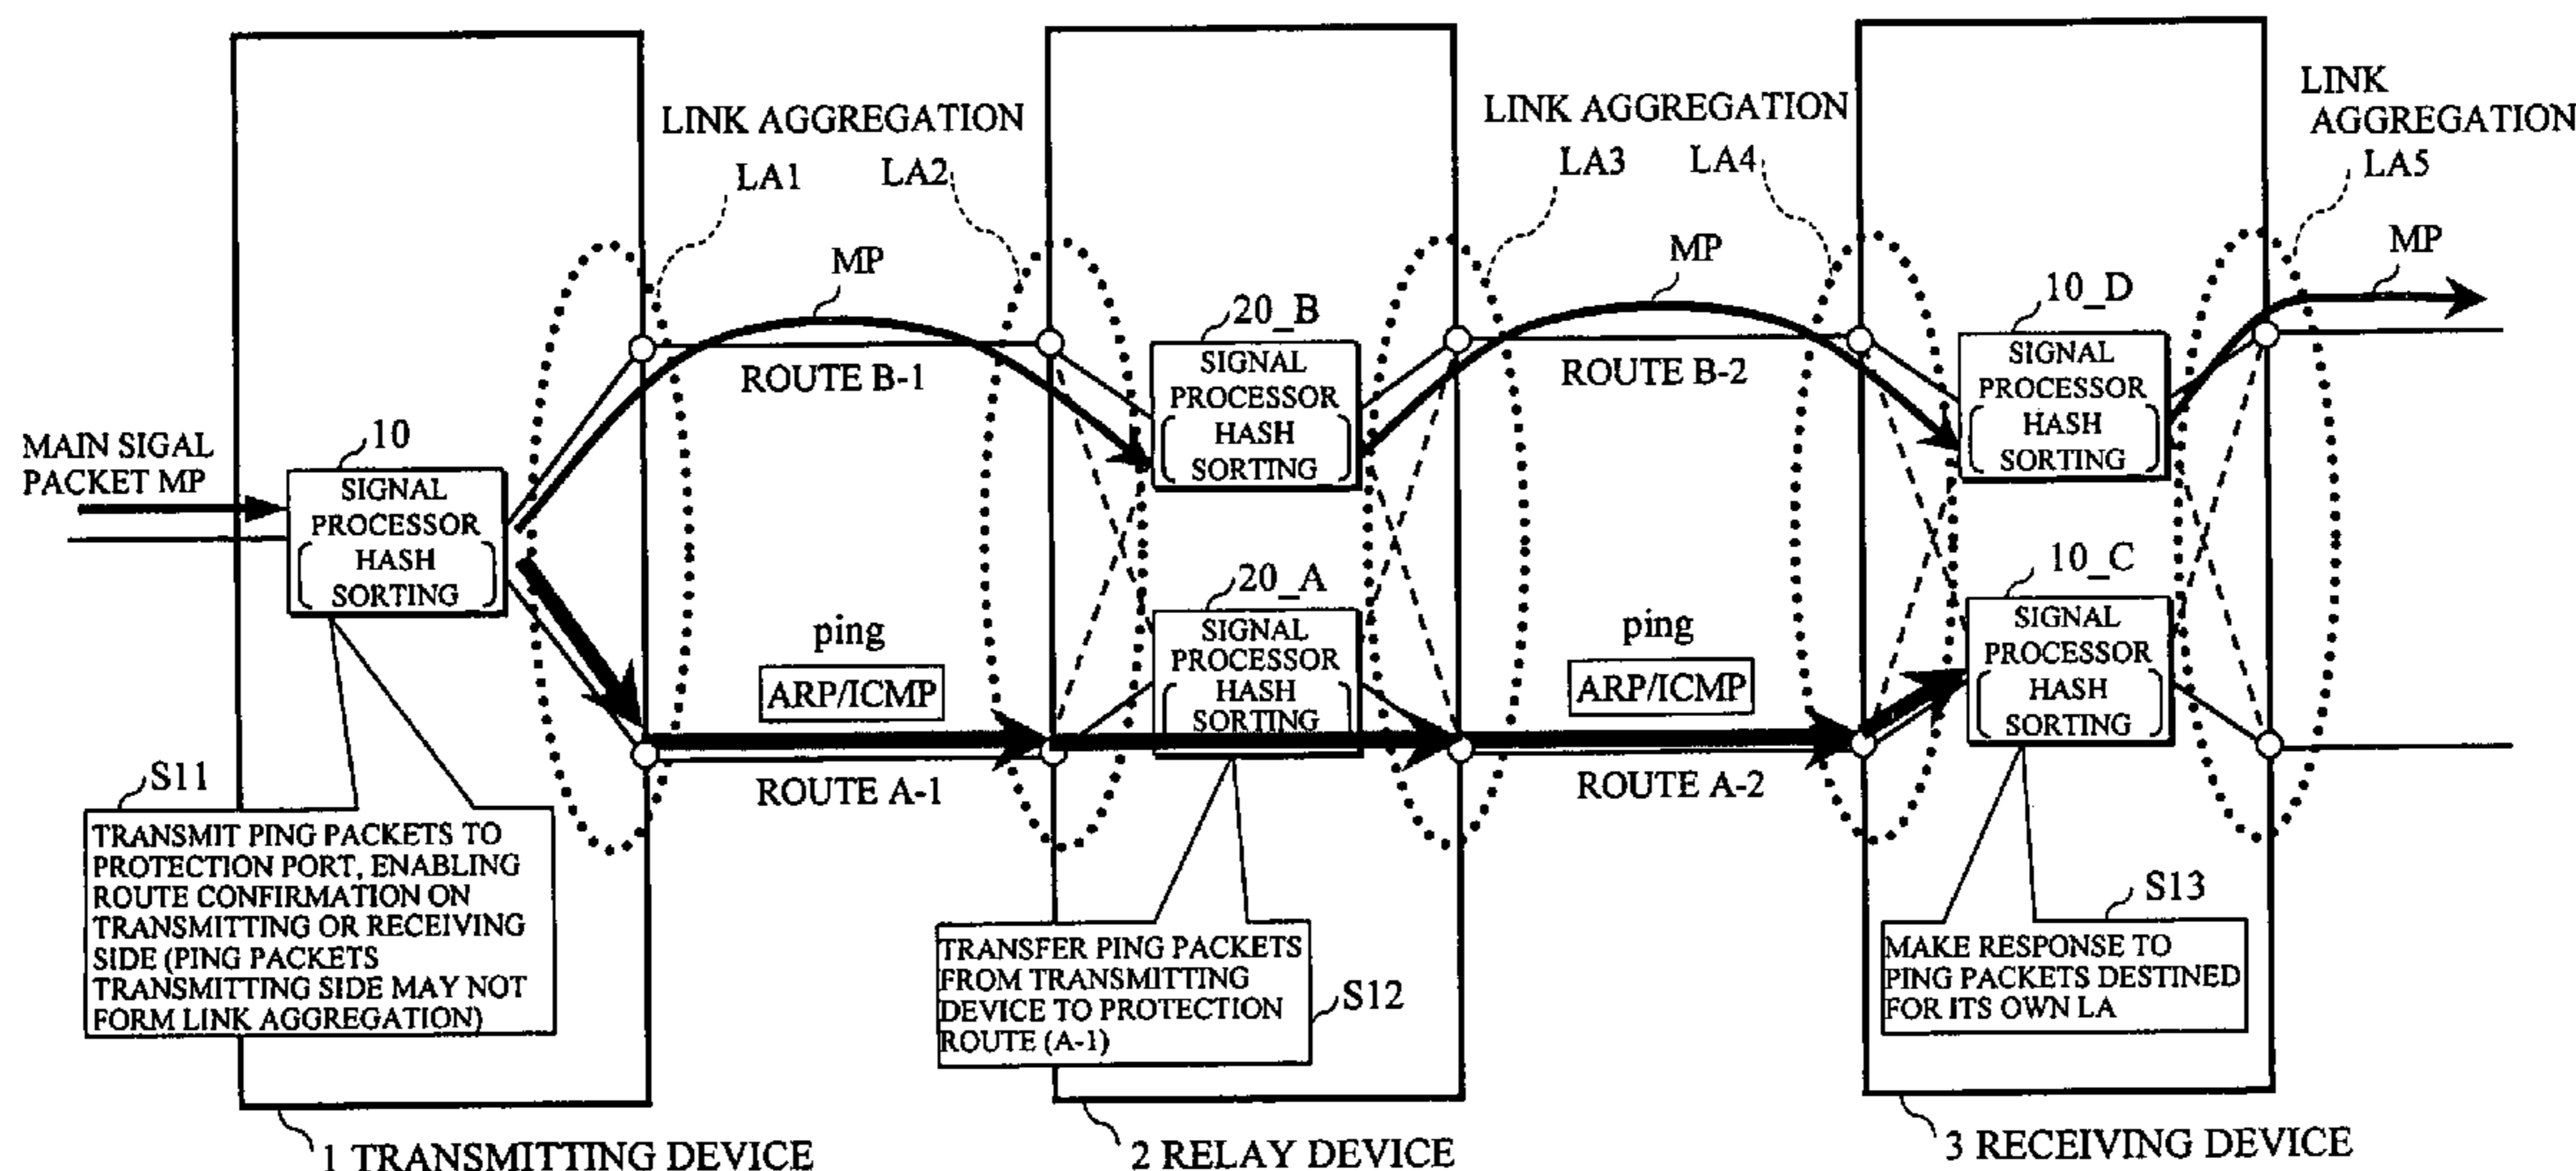 LINK AGGREGATION
LA1
LA2
LINK AGGREGATION
LA3
LA4
LINK
AGGREGATION
LA5
MP
MP
MP
ROUTE B-1
ROUTE B-2
MAIN SIGAL
PACKET MP
10
SIGNAL
PROCESSOR
HASH
SORTING
20_B
SIGNAL
PROCESSOR
HASH
SORTING
10_D
SIGNAL
PROCESSOR
HASH
SORTING
20_A
SIGNAL
PROCESSOR
HASH
SORTING
10_C
SIGNAL
PROCESSOR
HASH
SORTING
ping
ARP/ICMP
ROUTE A-1
ping
ARP/ICMP
ROUTE A-2
S11
TRANSMIT PING PACKETS TO
PROTECTION PORT, ENABLING
ROUTE CONFIRMATION ON
TRANSMITTING OR RECEIVING
SIDE (PING PACKETS
TRANSMITTING SIDE MAY NOT
FORM LINK AGGREGATION)
TRANSFER PING PACKETS
FROM TRANSMITTING
DEVICE TO PROTECTION
ROUTE (A-1)
S12
S13
MAKE RESPONSE TO
PING PACKETS DESTINED
FOR ITS OWN LA
1 TRANSMITTING DEVICE
2 RELAY DEVICE
3 RECEIVING DEVICE